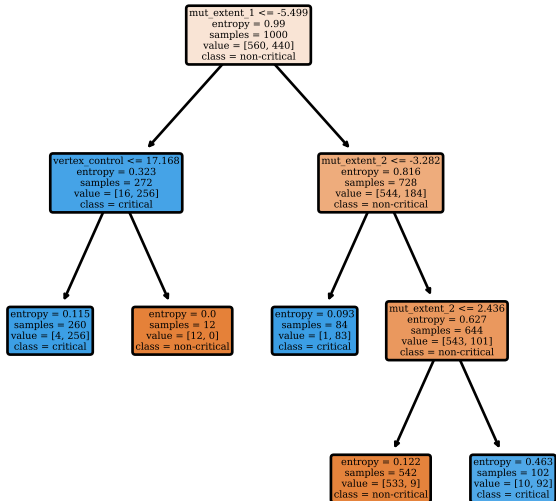 mut_extent_1 <= -5.499
entropy = 0.99
samples = 1000
value = [560, 440]
class = non-critical
vertex_control <= 17.168
entropy = 0.323
samples = 272
value = [16, 256]
class = critical
mut_extent_2 <= -3.282
entropy = 0.816
samples = 728
value = [544, 184]
class = non-critical
entropy = 0.115
samples = 260
value = [4, 256]
class = critical
entropy = 0.0
samples = 12
value = [12, 0]
class = non-critical
entropy = 0.093
samples = 84
value = [1, 83]
class = critical
mut_extent_2 <= 2.436
entropy = 0.627
samples = 644
value = [543, 101]
class = non-critical
entropy = 0.122
samples = 542
value = [533, 9]
class = non-critical
entropy = 0.463
samples = 102
value = [10, 92]
class = critical